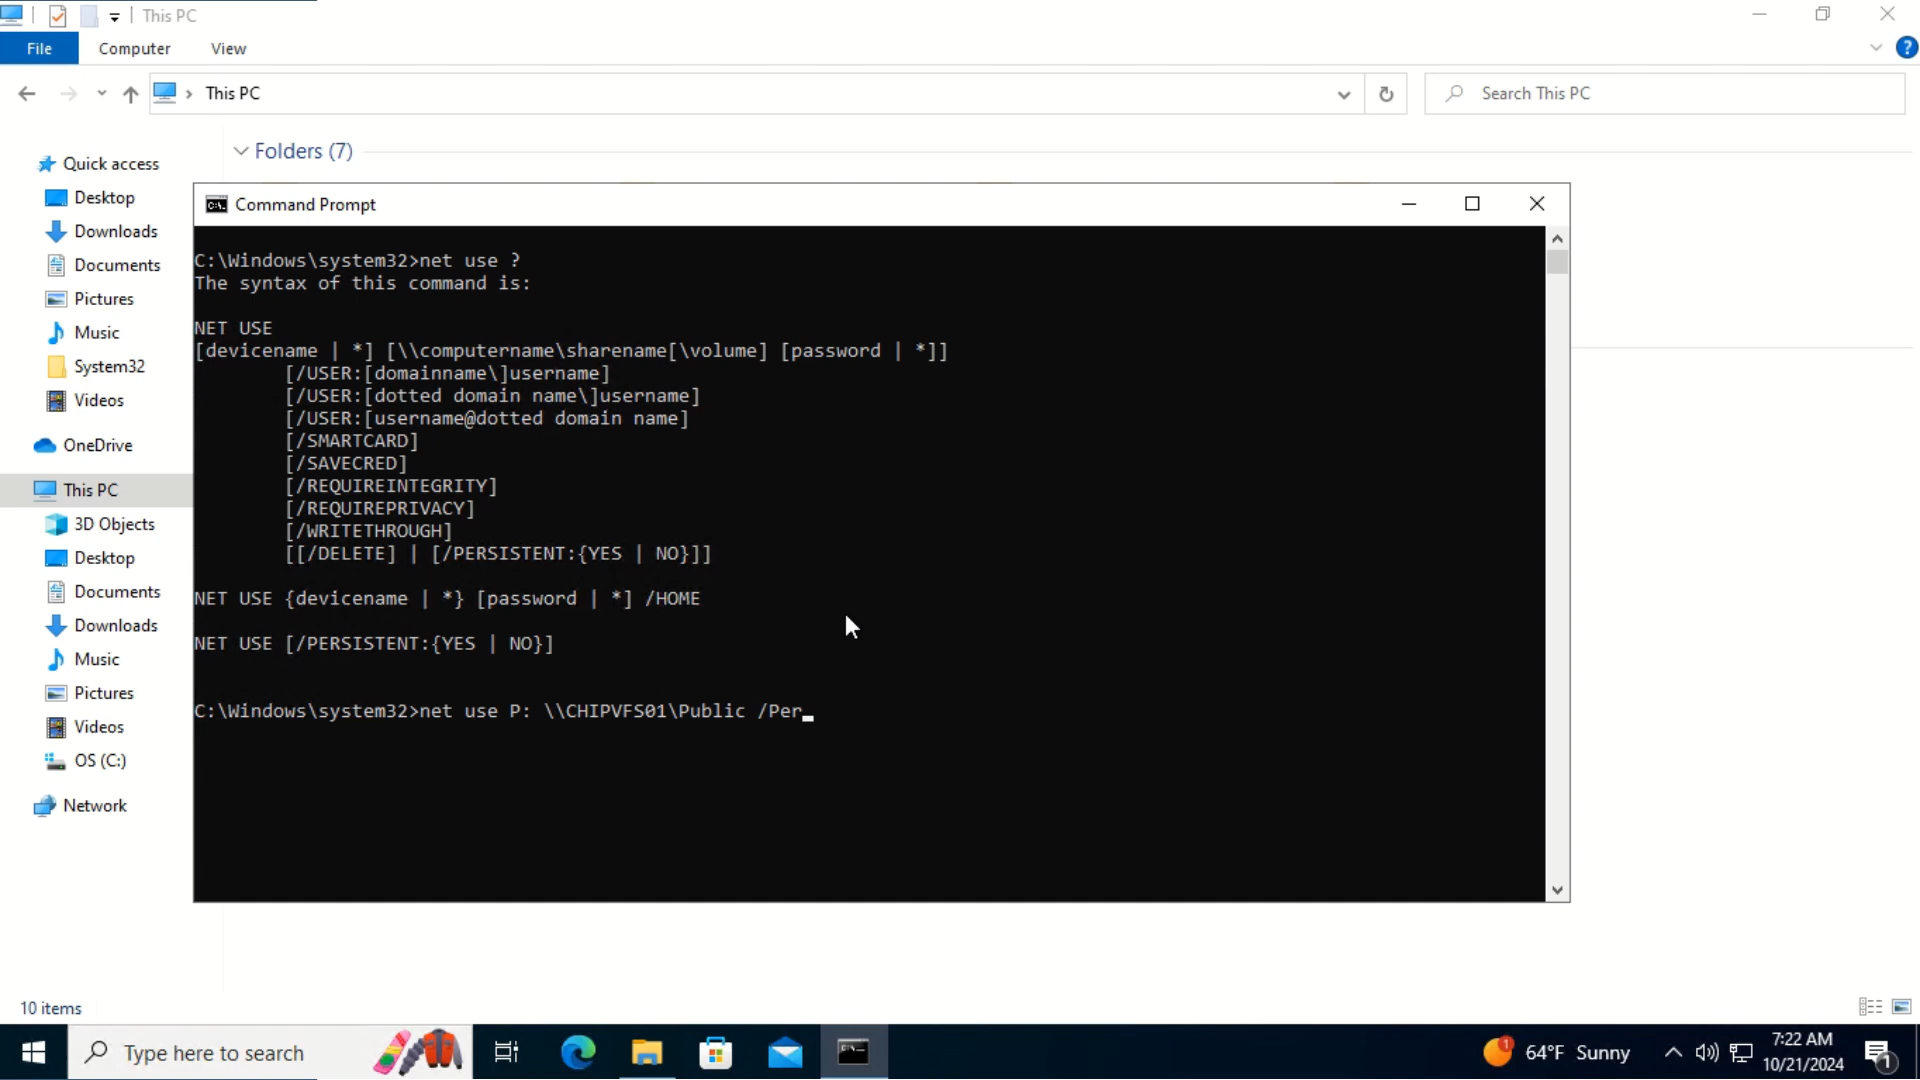 This PC
File Computer View
This PC
Search This PC
Folders (7)
Quick access
Desktop
Downloads
Documents
Pictures
Music
System32
Videos
OneDrive
This PC
3D Objects
Desktop
Documents
Downloads
Music
Pictures
Videos
OS (C:)
Network
Command Prompt
C:\Windows\system32>net use ?
The syntax of this command is:
NET USE
[devicename | *] [\\computername\sharename[\volume] [password | *]]
[/USER:[domainname\]username]
[/USER:[dotted domain name\]username]
[/USER:[username@dotted domain name]
[/SMARTCARD]
[/SAVECRED]
[/REQUIREINTEGRITY]
[/REQUIREPRIVACY]
[/WRITETHROUGH]
[[/DELETE] | [/PERSISTENT:{YES | NO}]]
NET USE {devicename | *} [password | *] /HOME
NET USE [/PERSISTENT:{YES | NO}]
C:\Windows\system32>net use P: \\CHIPVFS01\Public /Per_
10 items
Type here to search
1
64°F Sunny
7:22 AM
10/21/2024
1